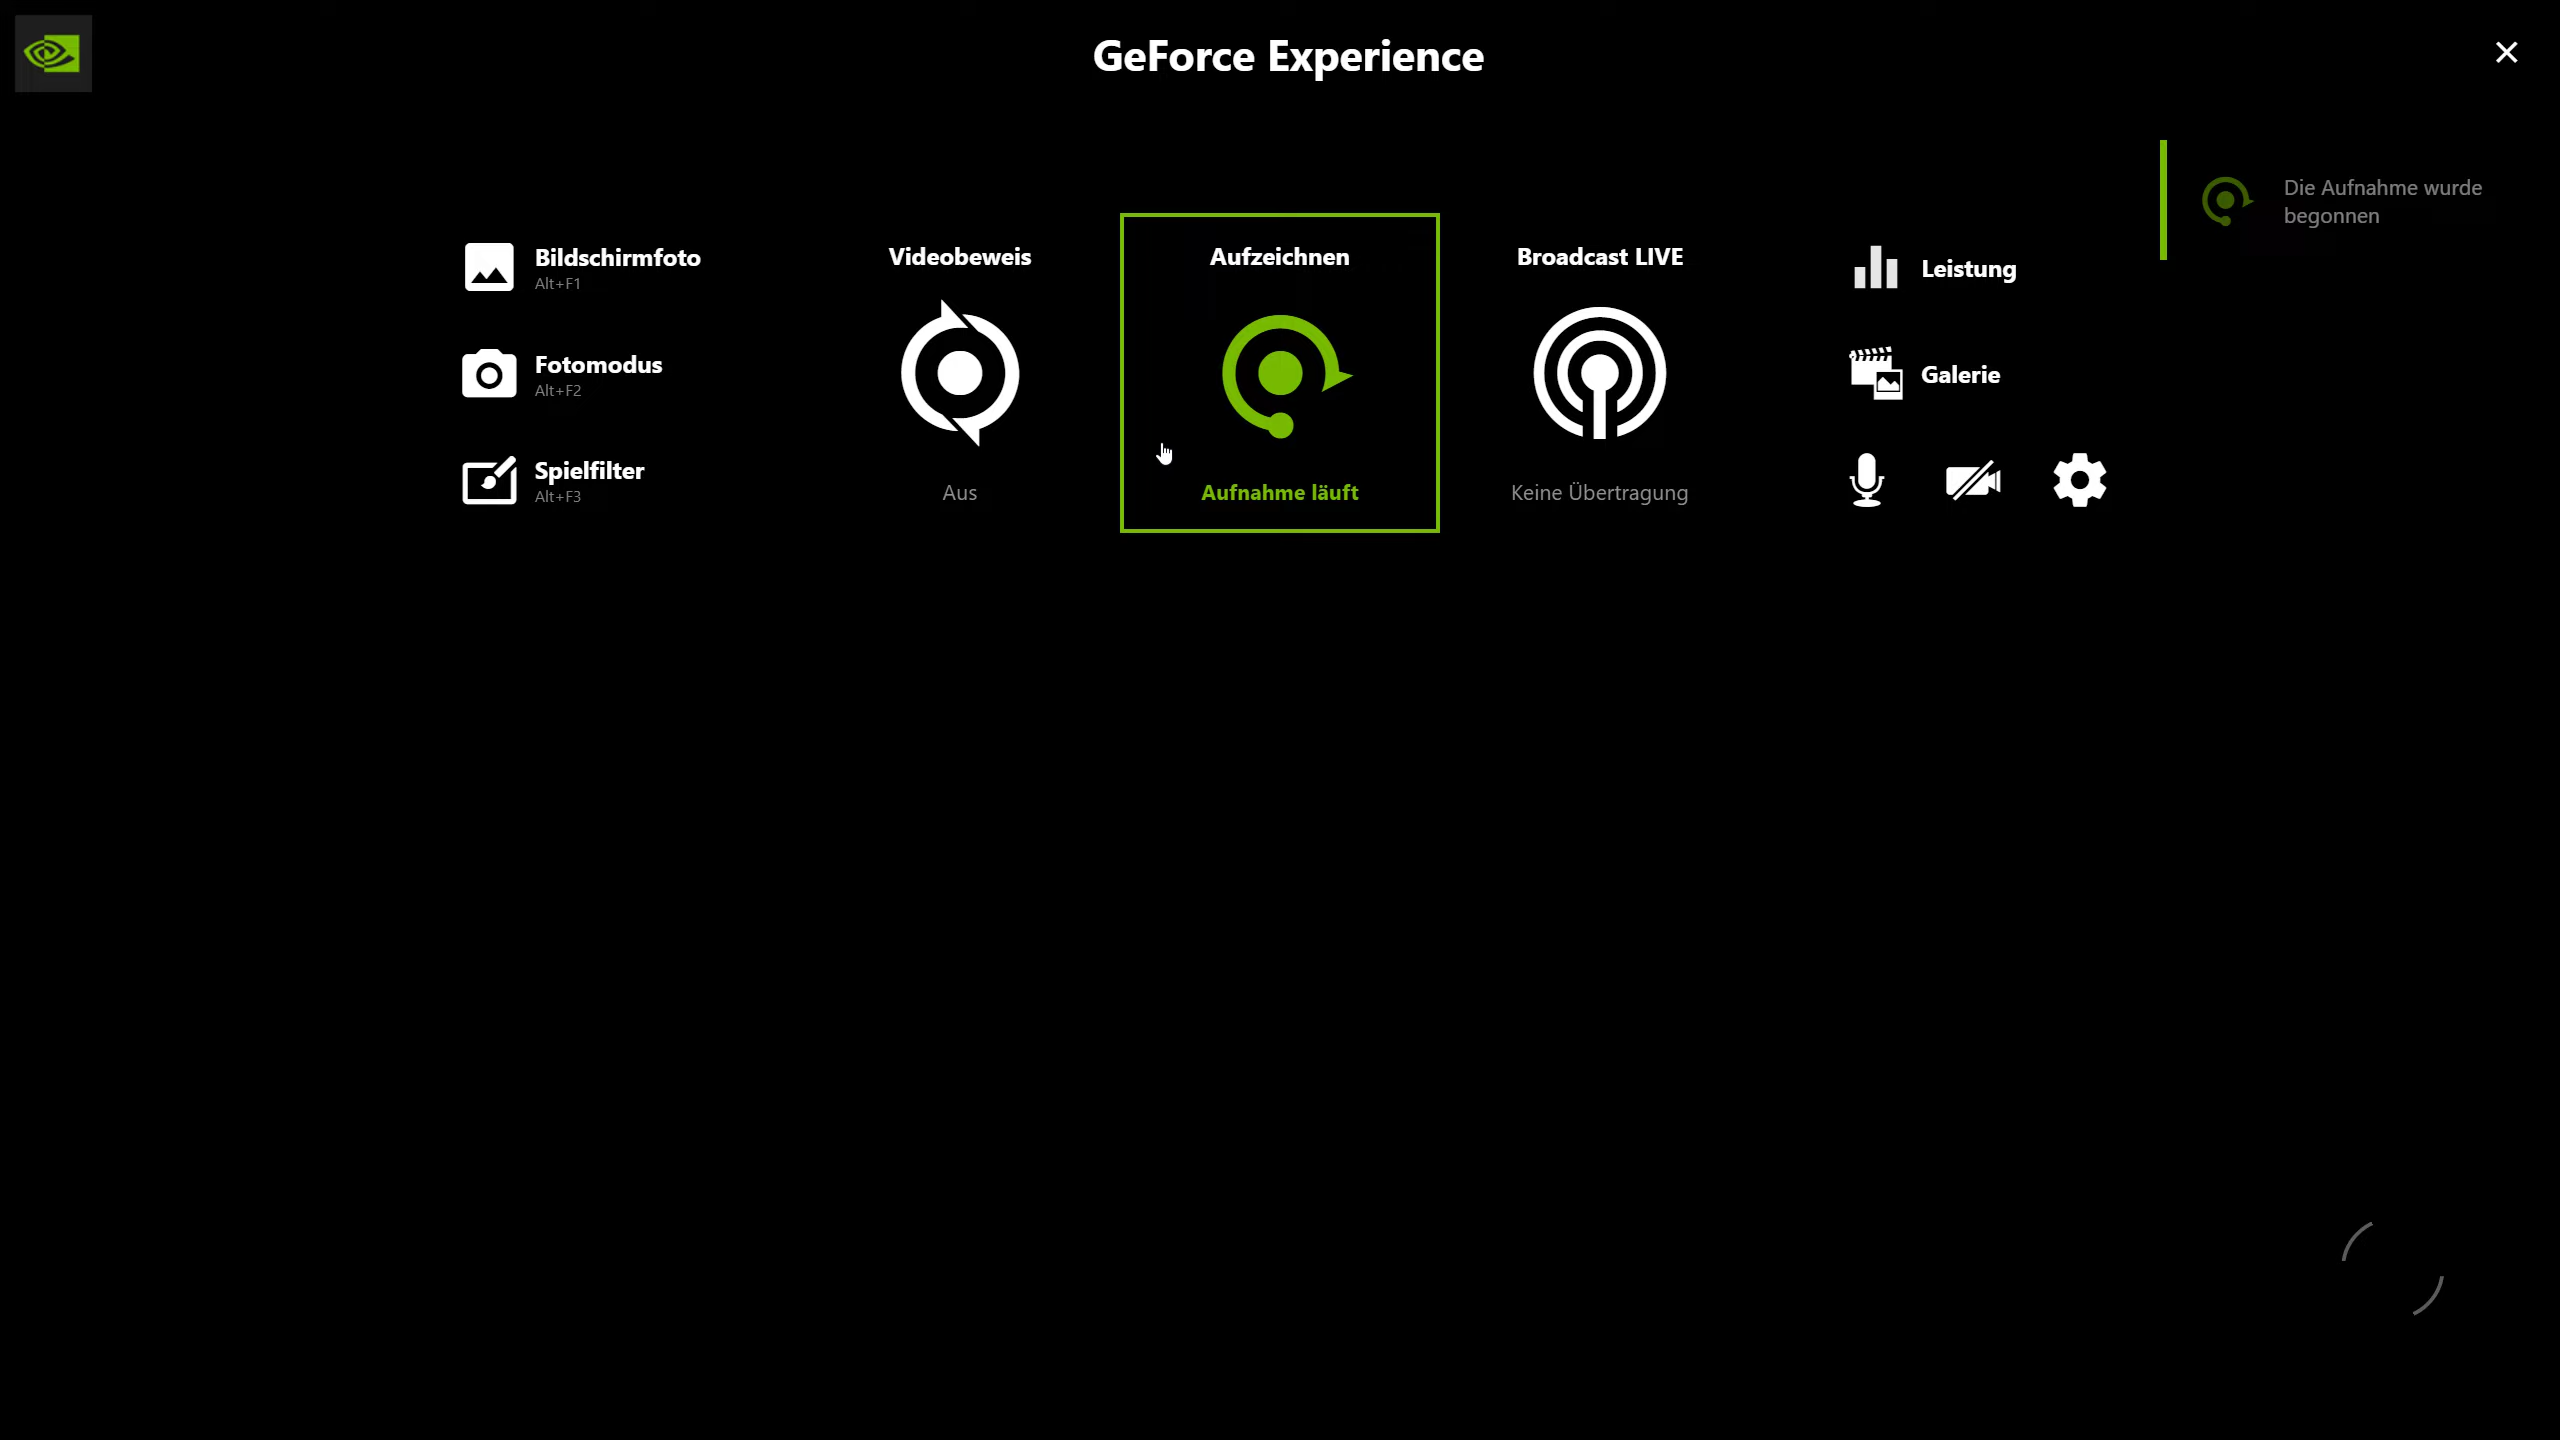 GeForce Experience
Die Aufnahme wurde
begonnen
Bildschirmfoto
Alt+F1
Fotomodus
Alt+F2
Spielfilter
Alt+F3
Videobeweis
Aus
Aufzeichnen
Aufnahme läuft
Broadcast LIVE
Keine Übertragung
Leistung
Galerie